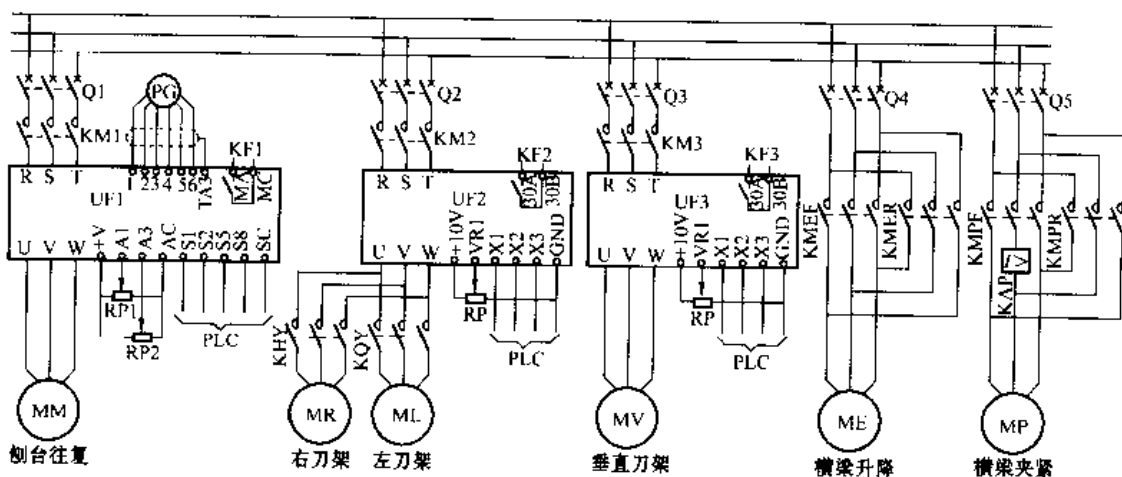 Q1
PG
KM1
KF1
1 2 3 4 5 6 TA3
MA MC
R S T
UF1
U V W +V A1 A3 AC S1 S2 S5 S8 SC
RP1
RP2
PLC
MM
刨台往复
Q2
KM2
KF2
30A 30B
R S T
UF2
U V W +10V VR1 X1 X2 X3 GND
RP
PLC
KHY
KQY
MR
右刀架
ML
左刀架
Q3
KM3
KF3
30A 30B
R S T
UF3
U V W +10V VR1 X1 X2 X3 GND
RP
PLC
MV
垂直刀架
Q4
KMEF
KMER
ME
横梁升降
Q5
KMPF
KMPR
KAP
MP
横梁夹紧